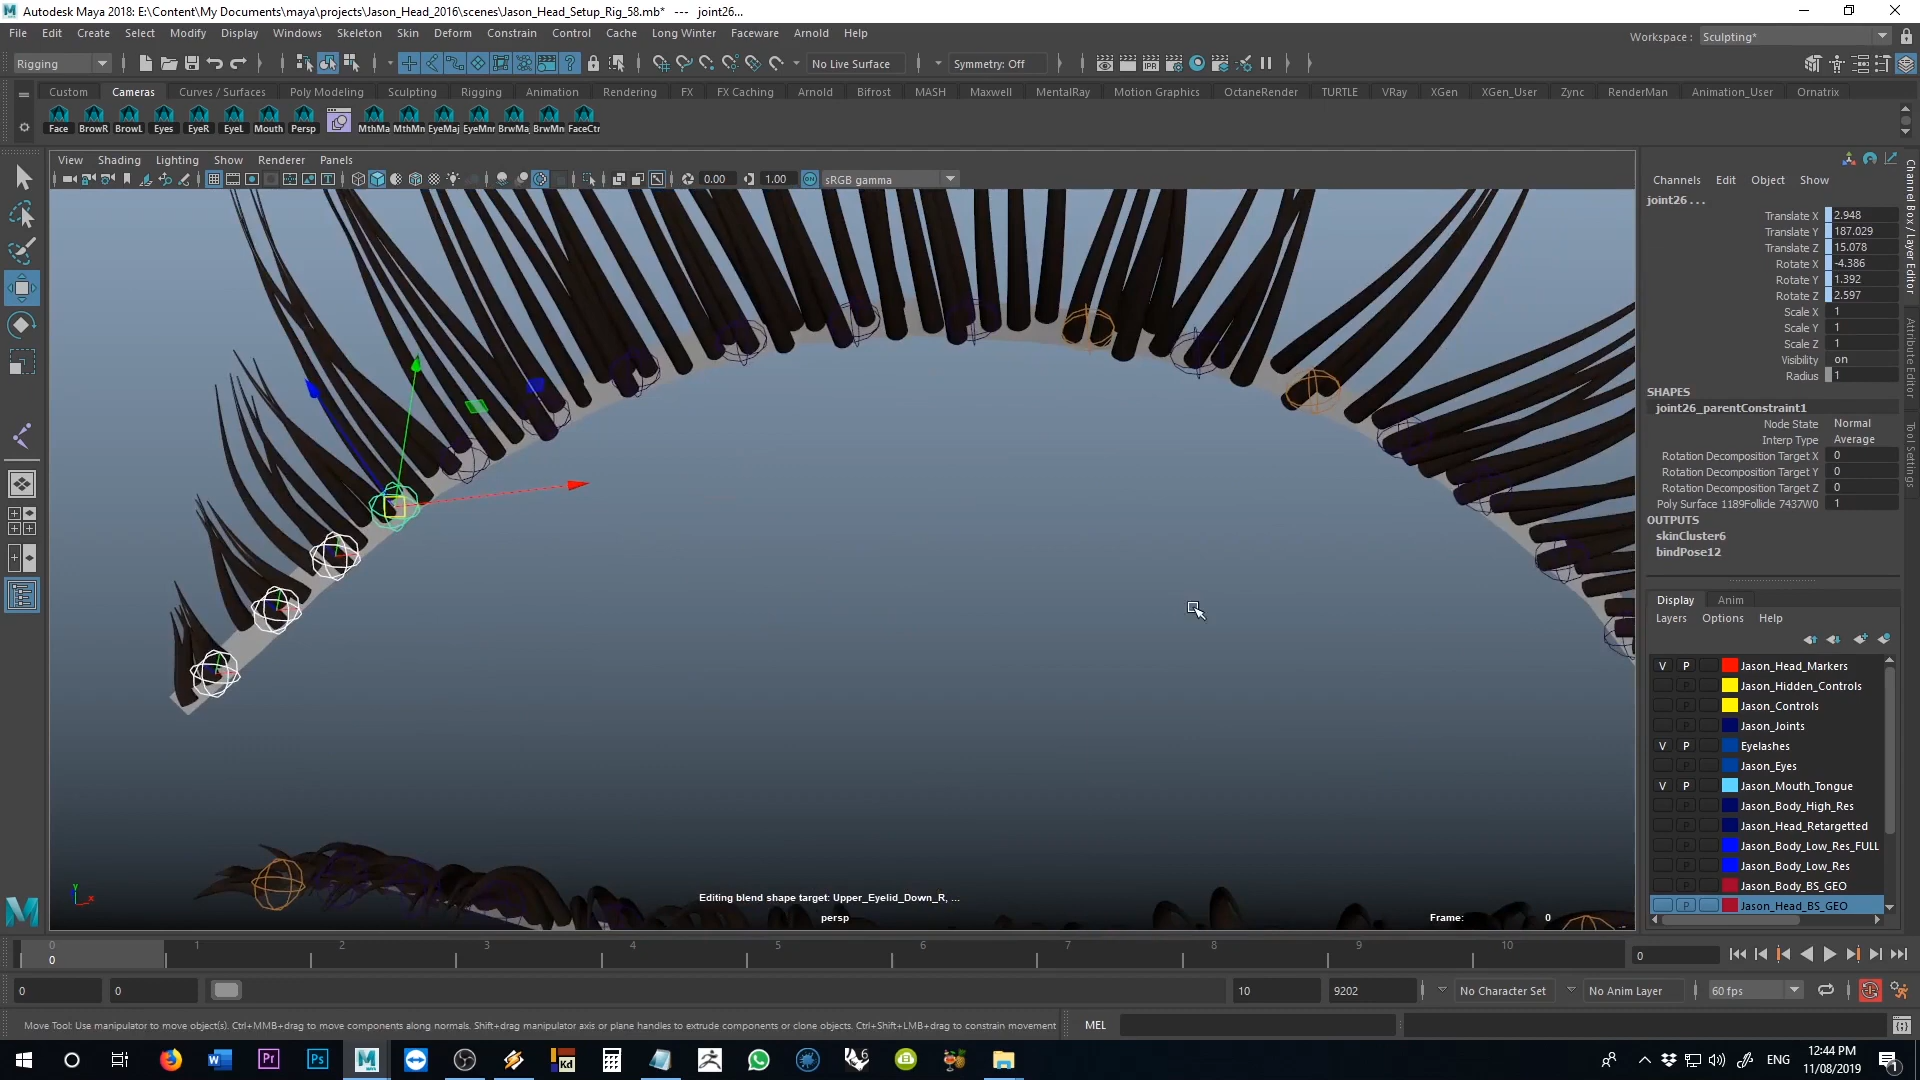 Autodesk Maya 2018: E:\Content\My Documents\maya\projects\Jason_Head_2016\scenes\Jason_Head_Setup_Rig_58.mb* --- joint26...
File Edit Create Select Modify Display Windows Skeleton Skin Deform Constrain Control Cache Long Winter Faceware Arnold Help
Workspace : Sculpting*
Rigging No Live Surface Symmetry: Off
Custom Cameras Curves / Surfaces Poly Modeling Sculpting Rigging Animation Rendering FX FX Caching Arnold Bifrost MASH Maxwell MentalRay Motion Graphics OctaneRender TURTLE VRay XGen XGen_User Zync RenderMan Animation_User Ornatrix
Face BrowR BrowL Eyes EyeR EyeL Mouth Persp MthMa MthMn EyeMaj EyeMnr BrwMa BrwMn FaceCtr
View Shading Lighting Show Renderer Panels
0.00 1.00 ON sRGB gamma
Channels Edit Object Show
joint26 . . .
Translate X 2.948
Translate Y 187.029
Translate Z 15.078
Rotate X -4.386
Rotate Y 1.392
Rotate Z 2.597
Scale X 1
Scale Y 1
Scale Z 1
Visibility on
Radius 1
SHAPES
joint26_parentConstraint1
Node State Normal
Interp Type Average
Rotation Decomposition Target X 0
Rotation Decomposition Target Y 0
Rotation Decomposition Target Z 0
Poly Surface 1189Follicle 7437W0 1
OUTPUTS
skinCluster6
bindPose12
Channel Box / Layer Editor
Attribute Editor
Tool Settings
Display Anim
Layers Options Help
V P Jason_Head_Markers
P Jason_Hidden_Controls
P Jason_Controls
P Jason_Joints
V P Eyelashes
P Jason_Eyes
V P Jason_Mouth_Tongue
P Jason_Body_High_Res
P Jason_Head_Retargetted
P Jason_Body_Low_Res_FULL
P Jason_Body_Low_Res
P Jason_Body_BS_GEO
P Jason_Head_BS_GEO
Editing blend shape target: Upper_Eyelid_Down_R, ...
persp
Frame: 0
y x
0 1 2 3 4 5 6 7 8 9 10
0
0
0 0 10 9202 No Character Set No Anim Layer 60 fps
Move Tool: Use manipulator to move object(s). Ctrl+MMB+drag to move components along normals. Shift+drag manipulator axis or plane handles to extrude components or clone objects. Ctrl+Shift+LMB+drag to constrain movement
MEL
ENG
12:44 PM
11/08/2019